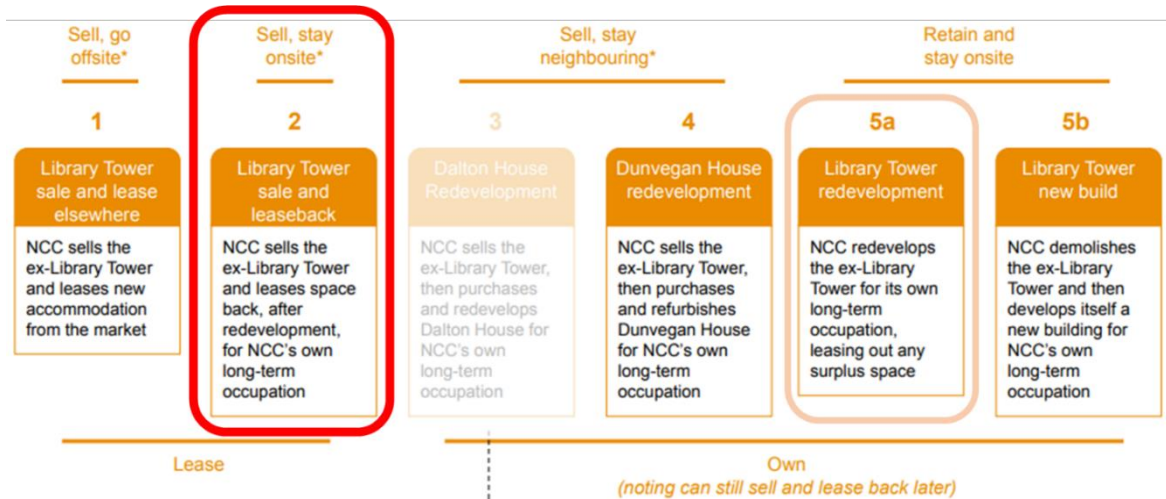 Sell, go
offsite*
Sell, stay
onsite*
Sell, stay
neighbouring*
Retain and
stay onsite
1
2
3
4
5a
5b
Library Tower
sale and lease
elsewhere
NCC sells the
ex-Library Tower
and leases new
accommodation
from the market
Library Tower
sale and
leaseback
NCC sells the
ex-Library Tower
and leases space
back, after
redevelopment,
for NCC's own
long-term
occupation
Dalton House
Redevelopment
NCC sells the
ex-Library Tower,
then purchases
and redevelops
Dalton House for
NCC's own
long-term
occupation
Dunvegan House
redevelopment
NCC sells the
ex-Library Tower,
then purchases
and refurbishes
Dunvegan House
for NCC's own
long-term
occupation
Library Tower
redevelopment
NCC redevelops
the ex-Library
Tower for its own
long-term
occupation,
leasing out any
surplus space
Library Tower
new build
NCC demolishes
the ex-Library
Tower and then
develops itself a
new building for
NCC's own
long-term
occupation
Lease
Own
(noting can still sell and lease back later)